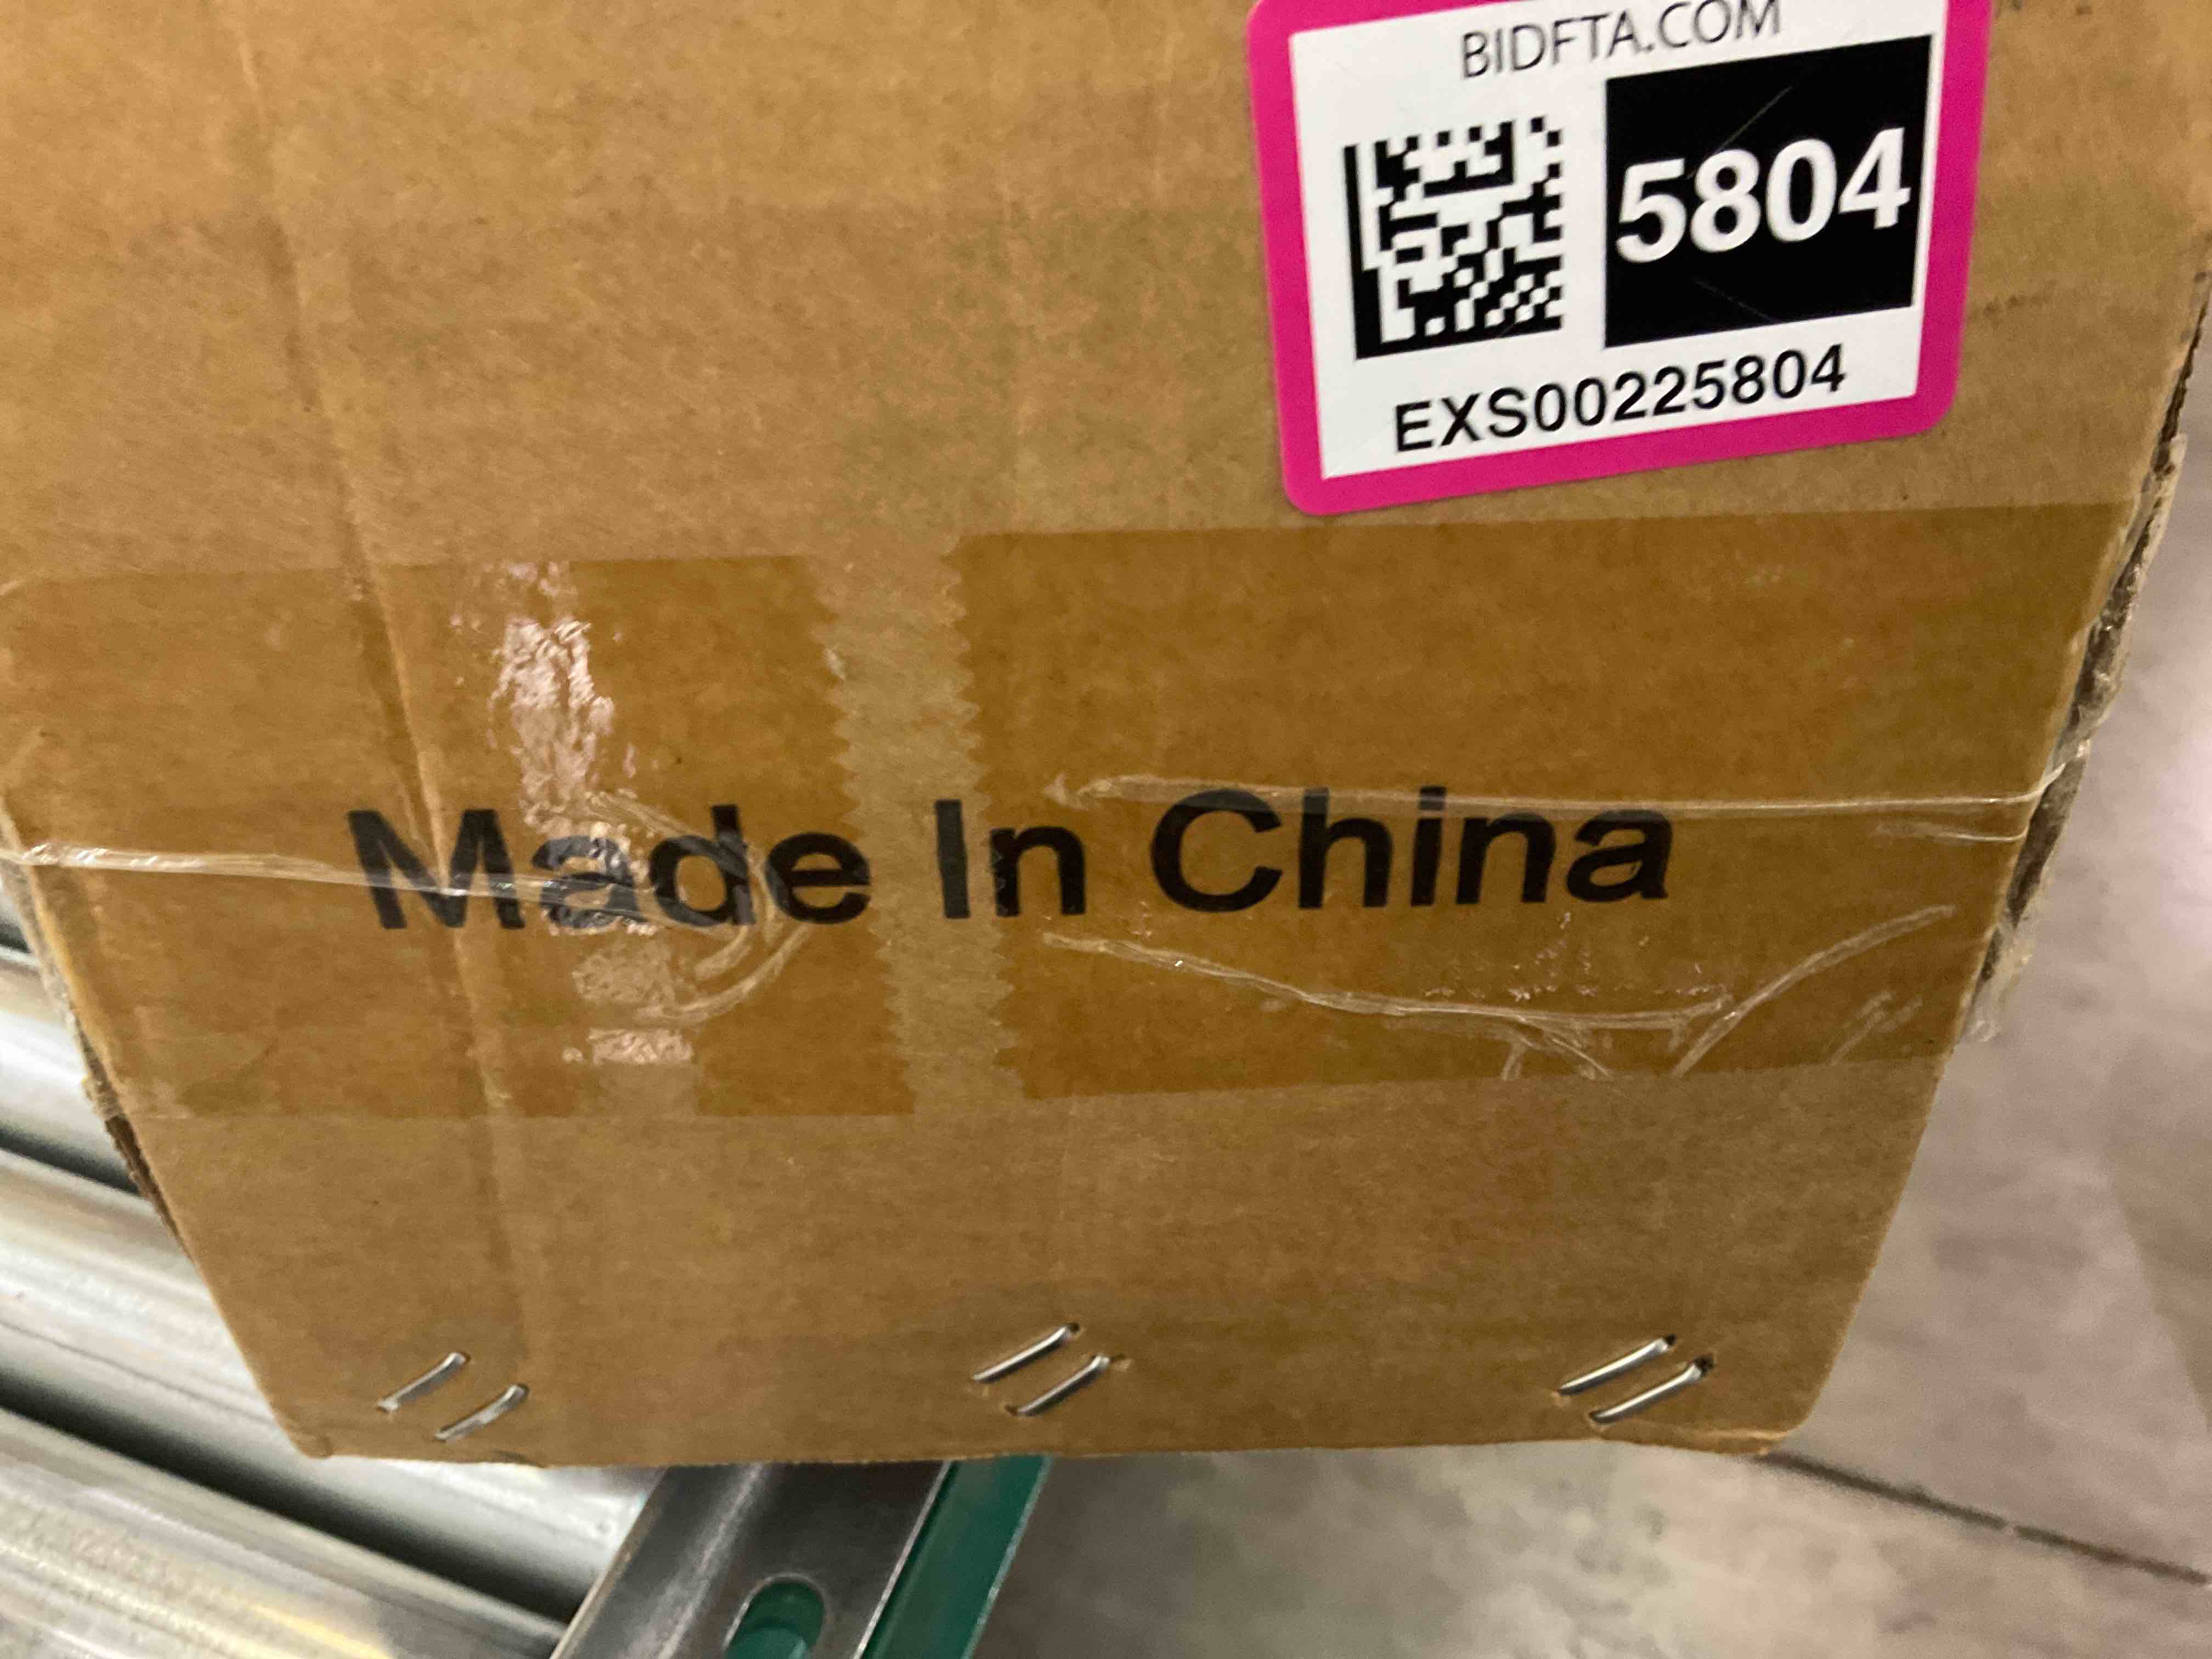 BIDFTA.COM
5804
EXS00225804
Made In China